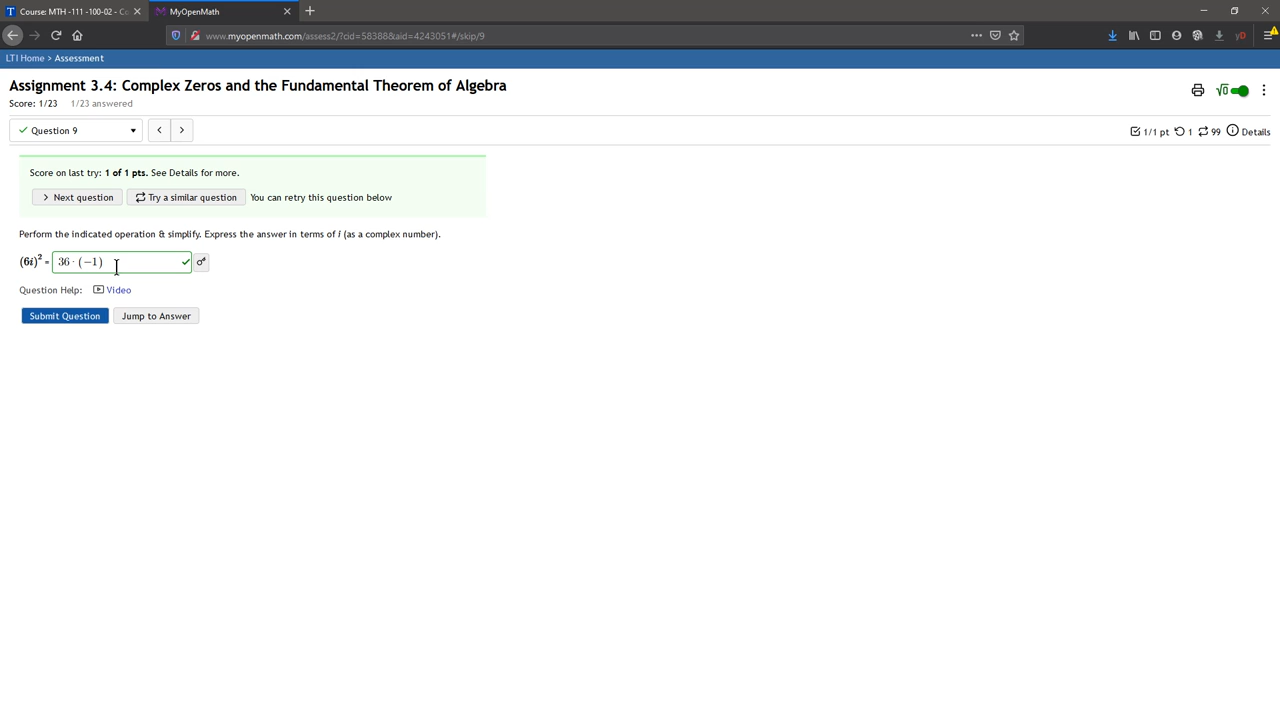 Course: MTH -111 -100-02 - Co
MyOpenMath
www.myopenmath.com/assess2/?cid=58388&aid=4243051#/skip/9
LTI Home > Assessment
Assignment 3.4: Complex Zeros and the Fundamental Theorem of Algebra
Score: 1/23 1/23 answered
√0
Question 9
< >
1/1 pt 1 99 Details
Score on last try: 1 of 1 pts. See Details for more.
> Next question Try a similar question You can retry this question below
Perform the indicated operation & simplify. Express the answer in terms of i (as a complex number).
(6i)² = 36 · (−1)
Question Help: Video
Submit Question Jump to Answer